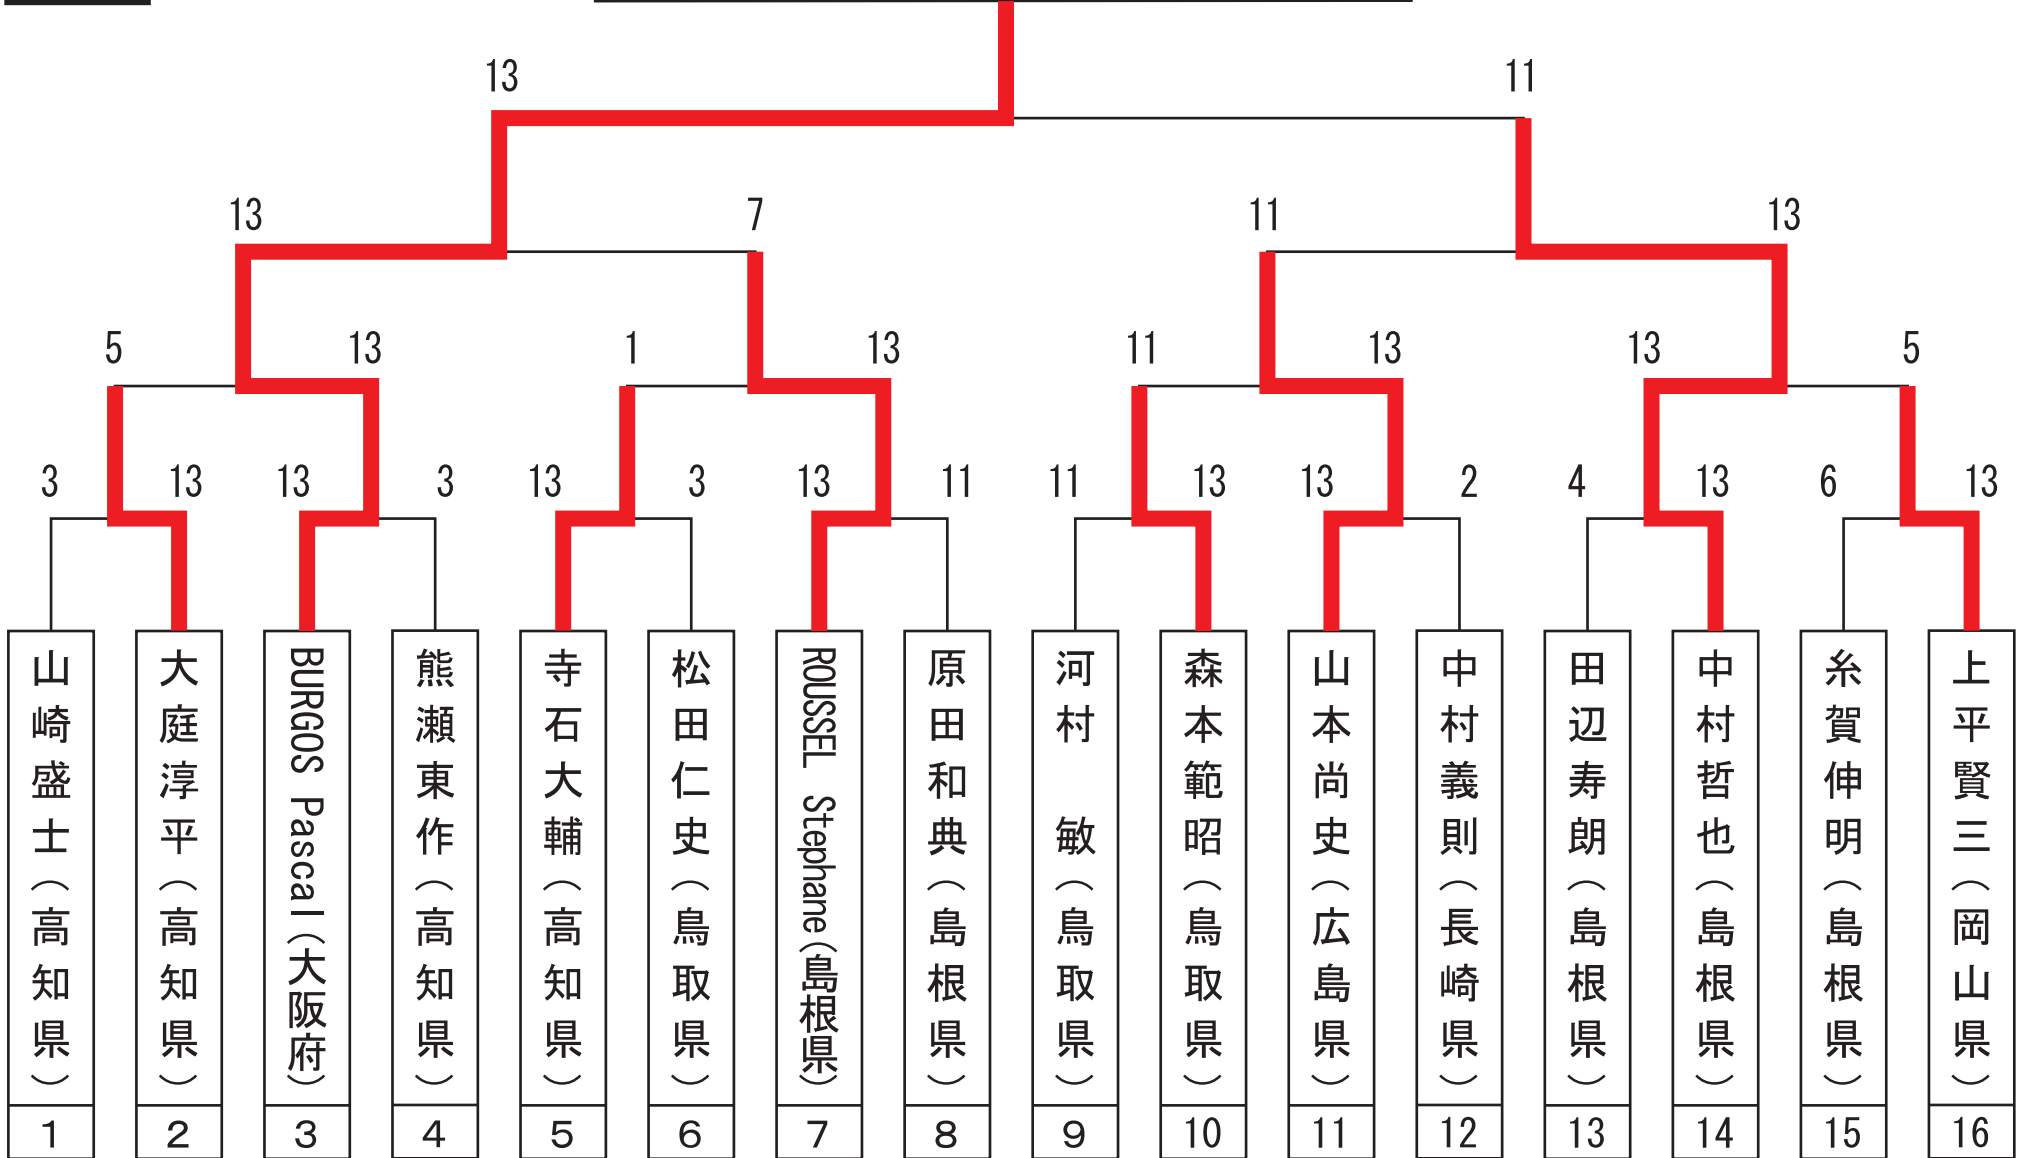 13 11
13 7 11 13
5 13 1 13 11 13 13 5
3 13 13 3 13 3 13 11 11 13 13 2 4 13 6 13
山崎盛士(高知県)
大庭淳平(高知県)
BURGOS Pascal(大阪府)
熊瀬東作(高知県)
寺石大輔(高知県)
松田仁史(鳥取県)
ROUSSEL Stephane(島根県)
原田和典(島根県)
河村 敏(鳥取県)
森本範昭(鳥取県)
山本尚史(広島県)
中村義則(長崎県)
田辺寿朗(島根県)
中村哲也(島根県)
糸賀伸明(島根県)
上平賢三(岡山県)
1 2 3 4 5 6 7 8 9 10 11 12 13 14 15 16